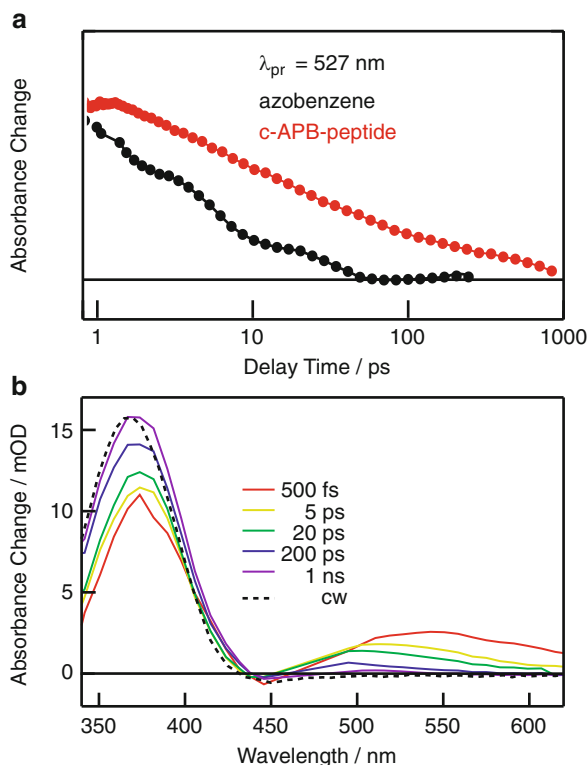 a
λpr = 527 nm
azobenzene
c-APB-peptide
Absorbance Change
1 10 100 1000
Delay Time / ps
b
15
10
5
0
Absorbance Change / mOD
500 fs
5 ps
20 ps
200 ps
1 ns
cw
350 400 450 500 550 600
Wavelength / nm